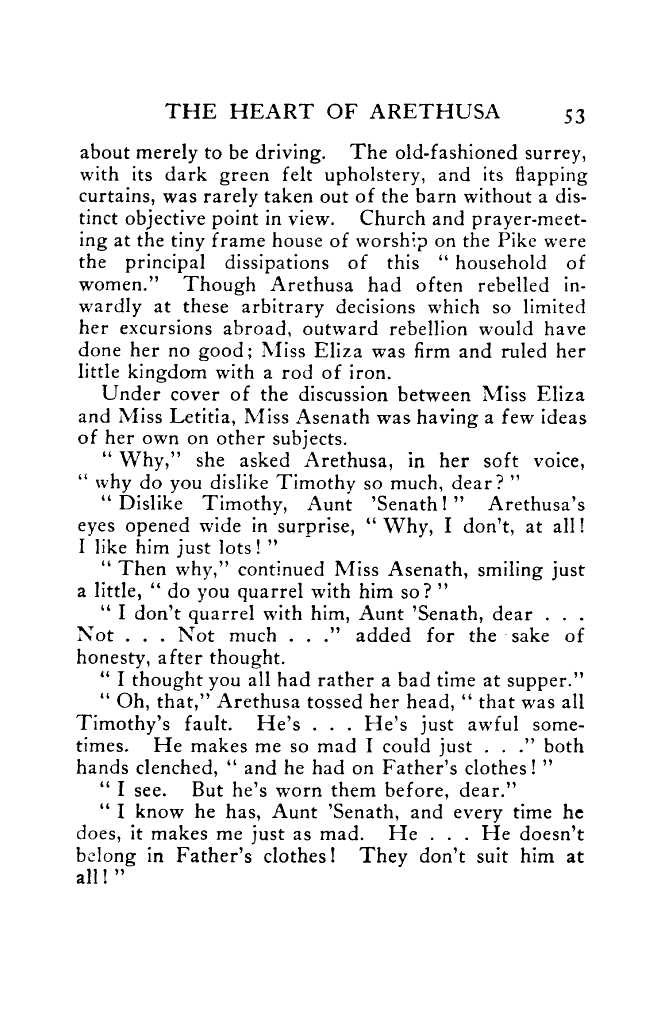 THE HEART OF ARETHUSA 53
about merely to be driving. The old-fashioned surrey,
with its dark green felt upholstery, and its flapping
curtains, was rarely taken out of the barn without a dis-
tinct objective point in view. Church and prayer-meet-
ing at the tiny frame house of worship on the Pike were
the principal dissipations of this “ household of
women.” Though Arethusa had often rebelled in-
wardly at these arbitrary decisions which so limited
her excursions abroad, outward rebellion would have
done her no good; Miss Eliza was firm and ruled her
little kingdom with a rod of iron.
Under cover of the discussion between Miss Eliza
and Miss Letitia, Miss Asenath was having a few ideas
of her own on other subjects.
“ Why,” she asked Arethusa, in her soft voice,
“ why do you dislike Timothy so much, dear? ”
“ Dislike Timothy, Aunt ’Senath! ” Arethusa’s
eyes opened wide in surprise, “ Why, I don’t, at all!
I like him just lots! ”
“ Then why,” continued Miss Asenath, smiling just
a little, “ do you quarrel with him so? ”
“ I don’t quarrel with him, Aunt ’Senath, dear . . .
Not . . . Not much . . .” added for the sake of
honesty, after thought.
“ I thought you all had rather a bad time at supper.”
“ Oh, that,” Arethusa tossed her head, “ that was all
Timothy’s fault. He’s . . . He’s just awful some-
times. He makes me so mad I could just . . .” both
hands clenched, “ and he had on Father’s clothes! ”
“ I see. But he’s worn them before, dear.”
“ I know he has, Aunt ’Senath, and every time he
does, it makes me just as mad. He . . . He doesn’t
belong in Father’s clothes! They don’t suit him at
all! ”